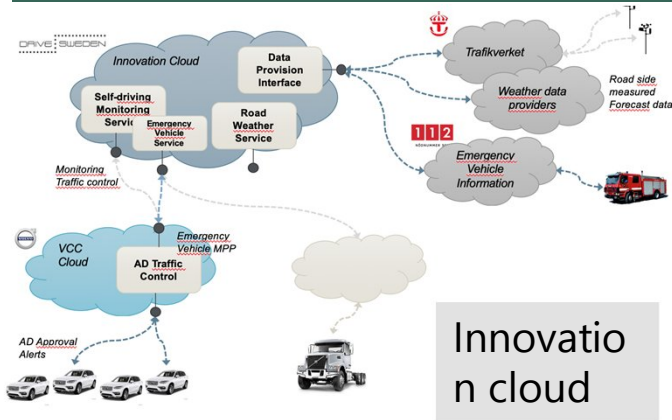 DRIVE SWEDEN
Innovation Cloud
Data
Provision
Interface
Self-driving
Monitoring
Service
Emergency
Vehicle
Service
Road
Weather
Service
Trafikverket
Weather data
providers
Road side
measured
Forecast data
112
Emergency
Vehicle
Information
Monitoring
Traffic control
VCC
Cloud
Emergency
Vehicle MPP
AD Traffic
Control
AD Approval
Alerts
Innovatio
n cloud